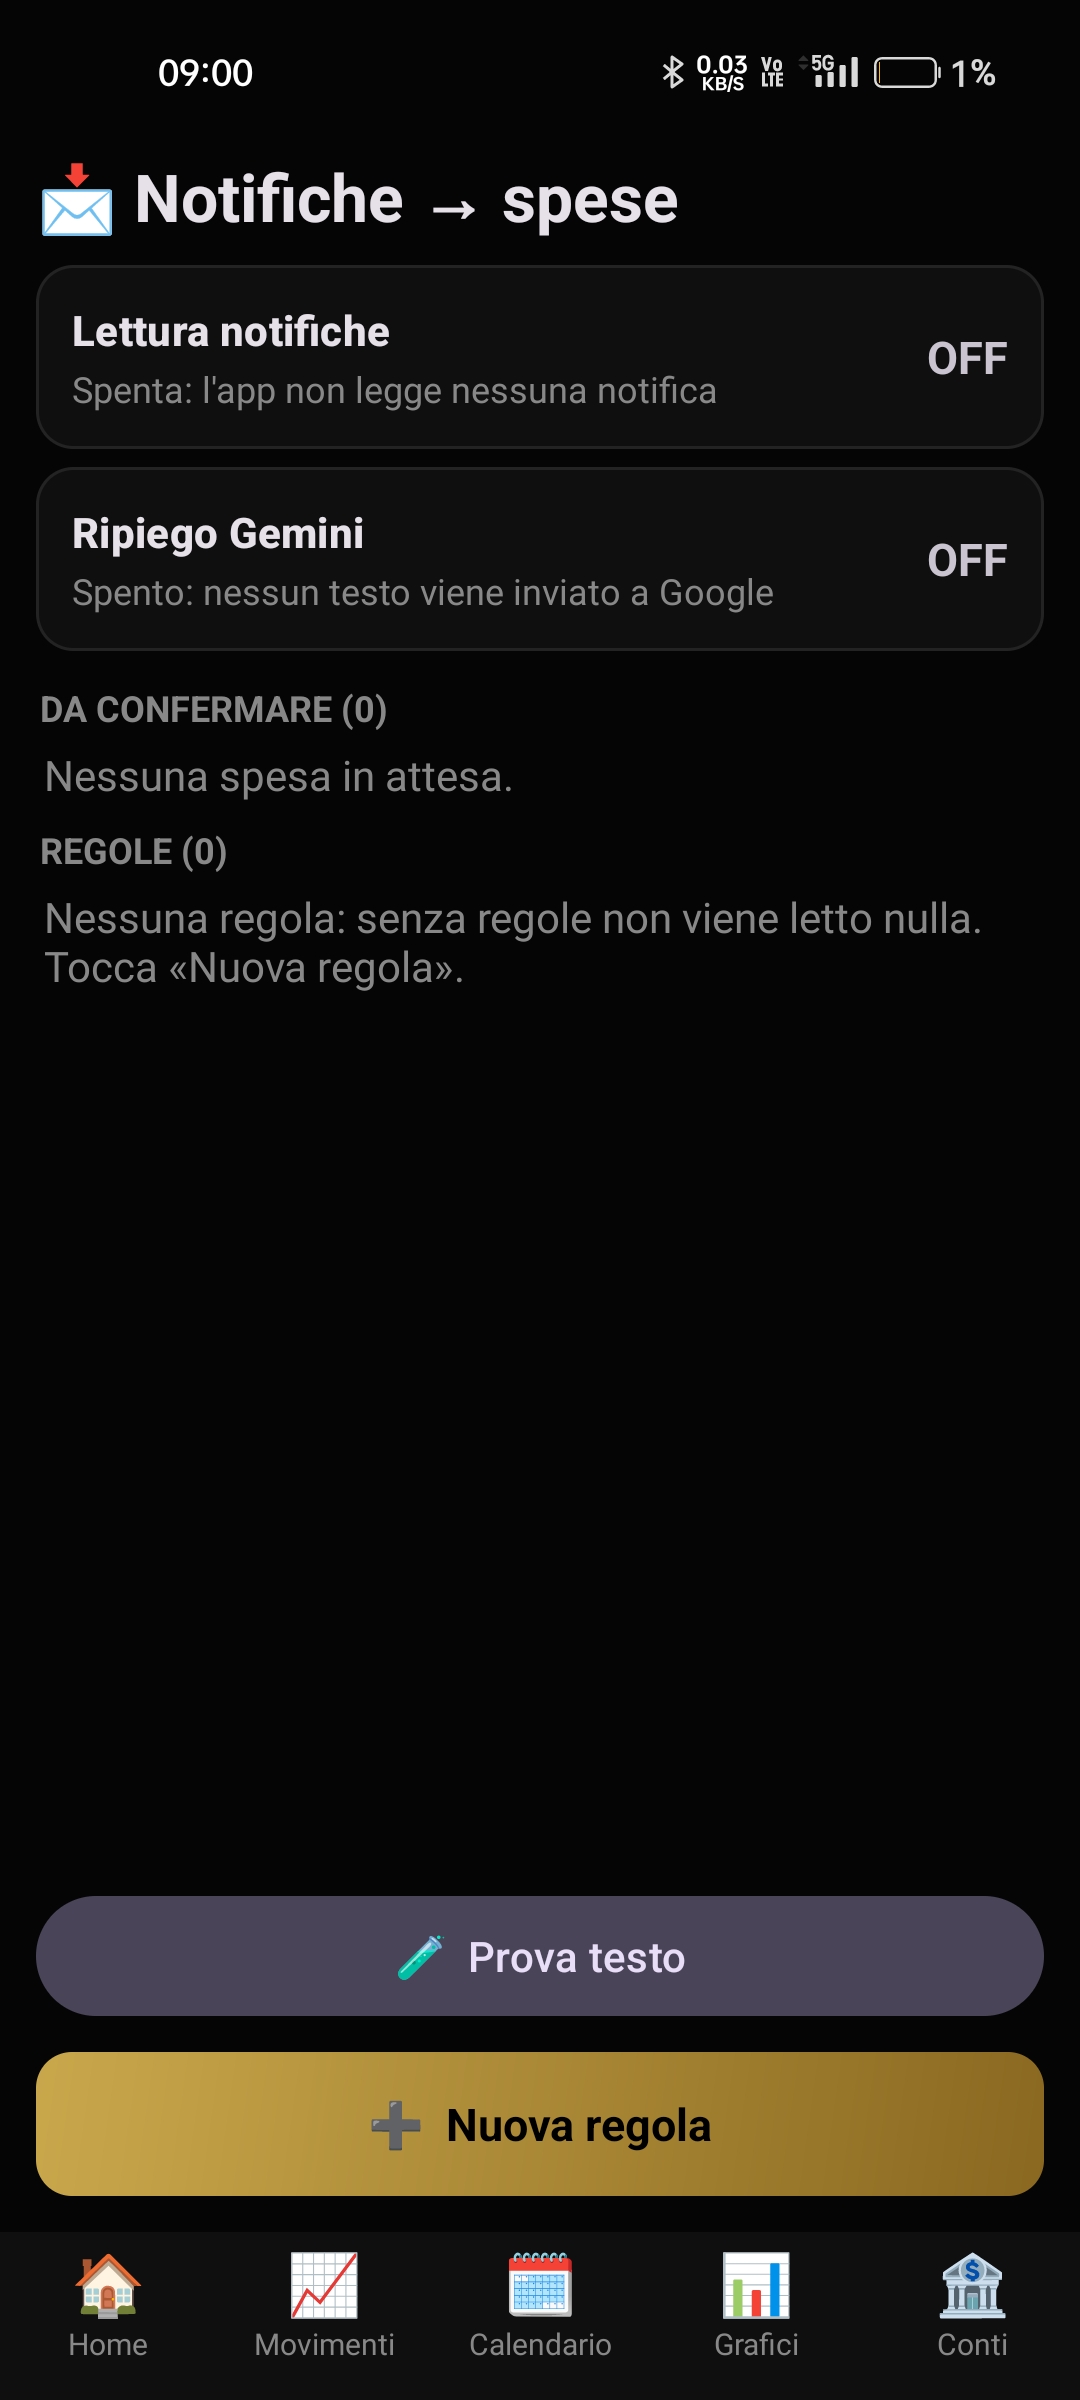 09:00
0.03 KB/S Vo LTE 5G 1%
Notifiche → spese
Lettura notifiche
Spenta: l'app non legge nessuna notifica
OFF
Ripiego Gemini
Spento: nessun testo viene inviato a Google
OFF
DA CONFERMARE (0)
Nessuna spesa in attesa.
REGOLE (0)
Nessuna regola: senza regole non viene letto nulla.
Tocca «Nuova regola».
Prova testo
Nuova regola
Home
Movimenti
Calendario
Grafici
Conti